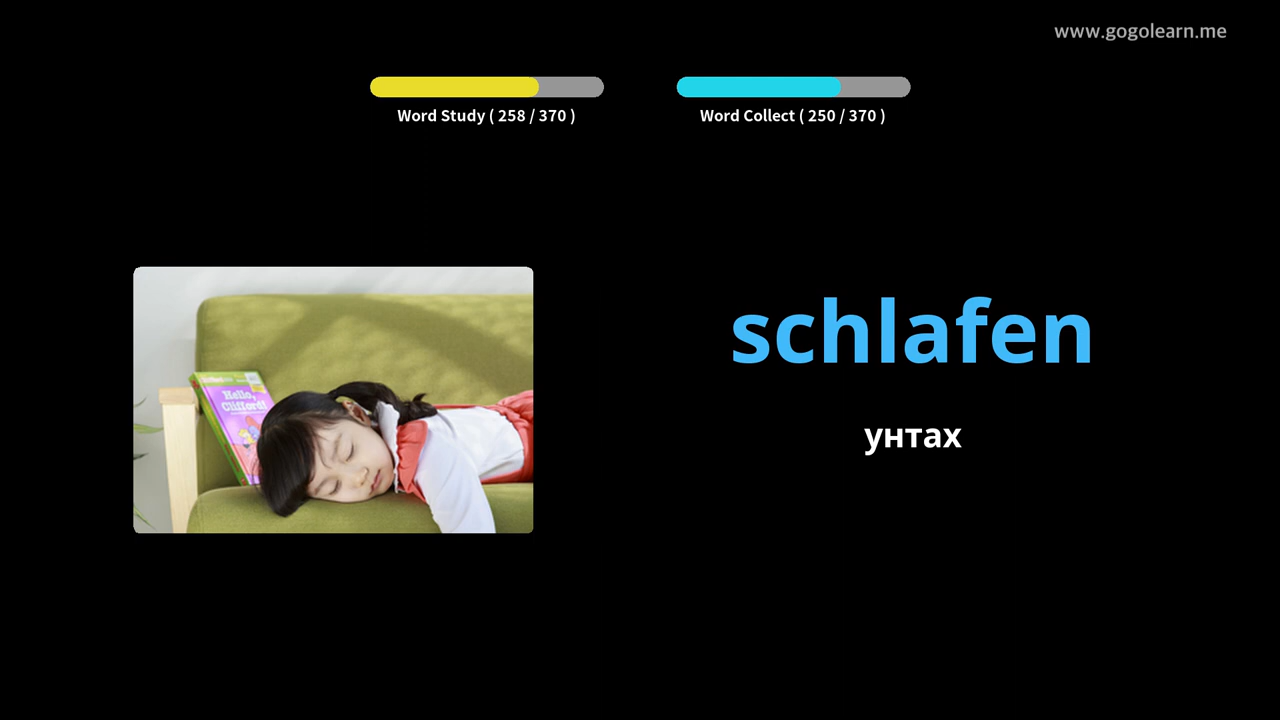 www.gogolearn.me
Word Study ( 258 / 370 )
Word Collect ( 250 / 370 )
schlafen
унтах
Hello,
Clifford!